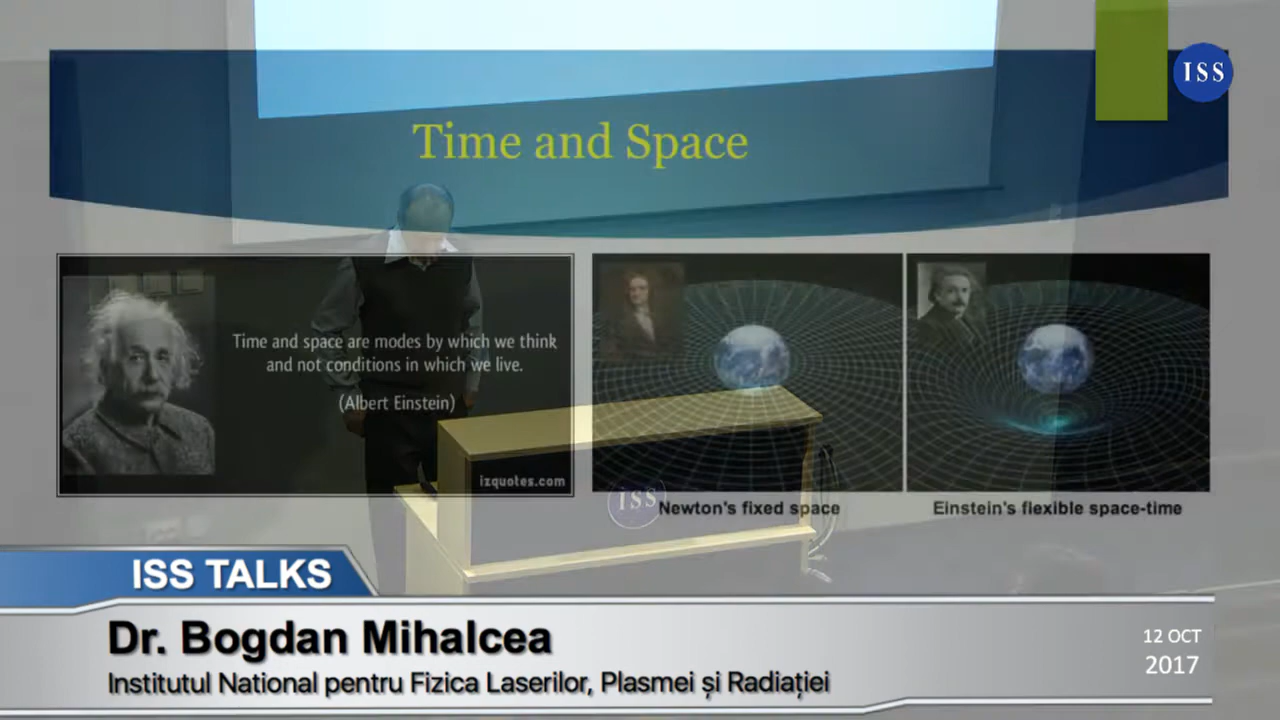 ISS
Time and Space
Time and space are modes by which we think
and not conditions in which we live.
(Albert Einstein)
izquotes.com
ISS
Newton's fixed space
Einstein's flexible space-time
ISS TALKS
Dr. Bogdan Mihalcea
Institutul National pentru Fizica Laserilor, Plasmei și Radiației
12 OCT
2017